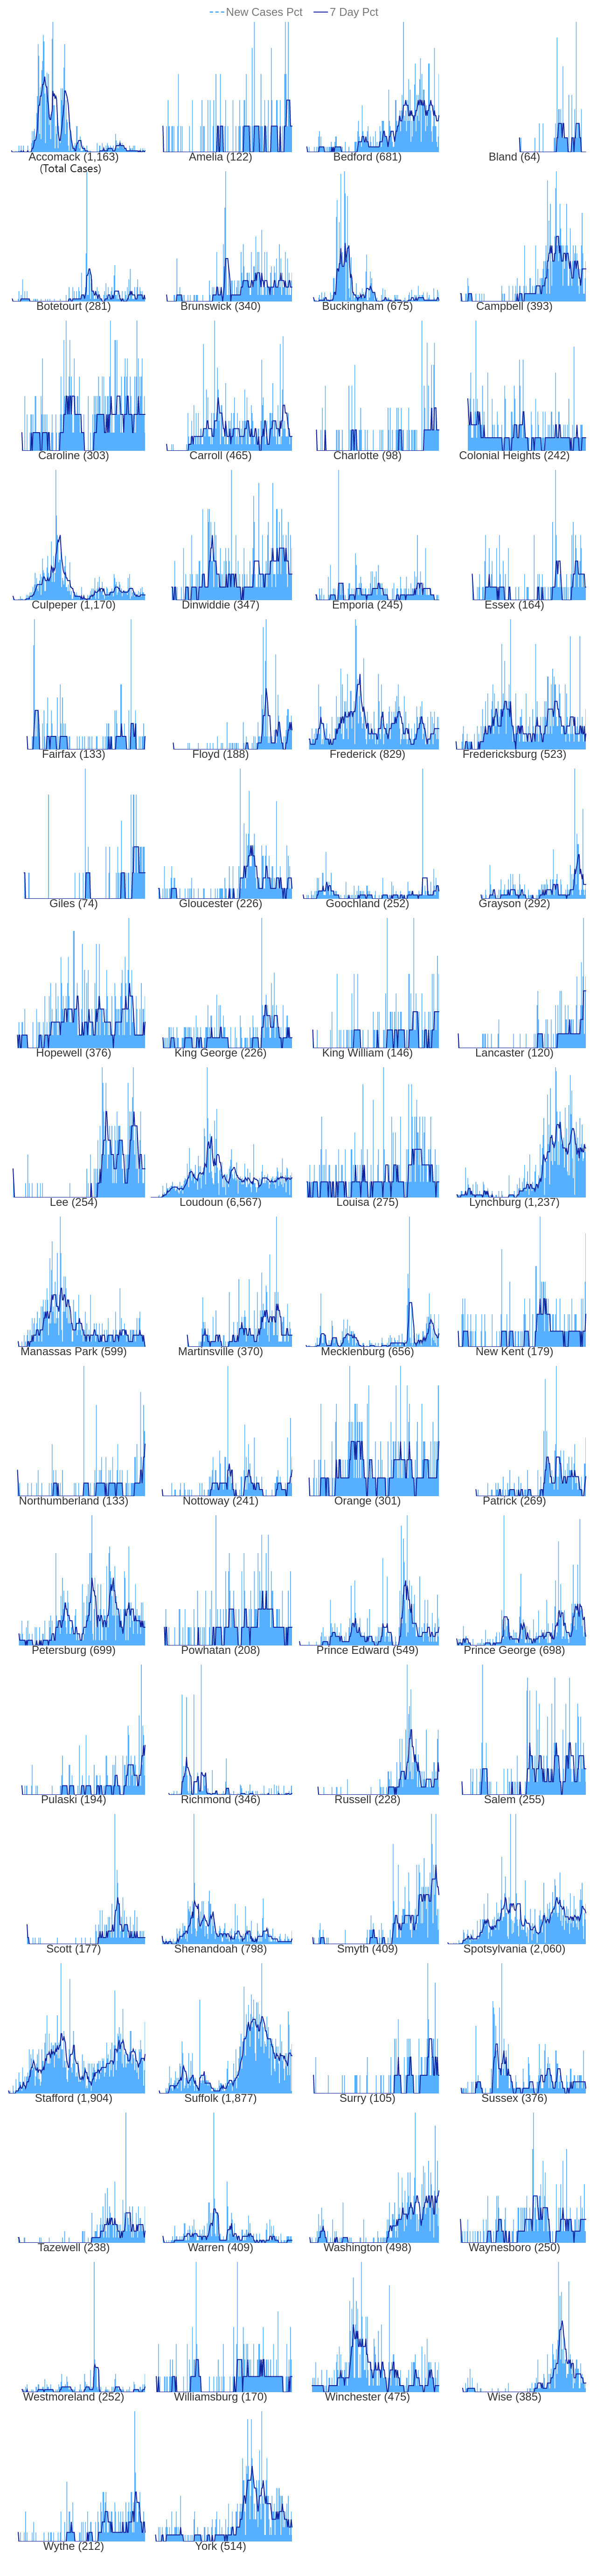 New Cases Pct 7 Day Pct
Accomack (1,163) Amelia (122) Bedford (681) Bland (64)
(Total Cases)
Botetourt (281) Brunswick (340) Buckingham (675) Campbell (393)
Caroline (303) Carroll (465) Charlotte (98) Colonial Heights (242)
Culpeper (1,170) Dinwiddie (347) Emporia (245) Essex (164)
Fairfax (133) Floyd (188) Frederick (829) Fredericksburg (523)
Giles (74) Gloucester (226) Goochland (252) Grayson (292)
Hopewell (376) King George (226) King William (146) Lancaster (120)
Lee (254) Loudoun (6,567) Louisa (275) Lynchburg (1,237)
Manassas Park (599) Martinsville (370) Mecklenburg (656) New Kent (179)
Northumberland (133) Nottoway (241) Orange (301) Patrick (269)
Petersburg (699) Powhatan (208) Prince Edward (549) Prince George (698)
Pulaski (194) Richmond (346) Russell (228) Salem (255)
Scott (177) Shenandoah (798) Smyth (409) Spotsylvania (2,060)
Stafford (1,904) Suffolk (1,877) Surry (105) Sussex (376)
Tazewell (238) Warren (409) Washington (498) Waynesboro (250)
Westmoreland (252) Williamsburg (170) Winchester (475) Wise (385)
Wythe (212) York (514)